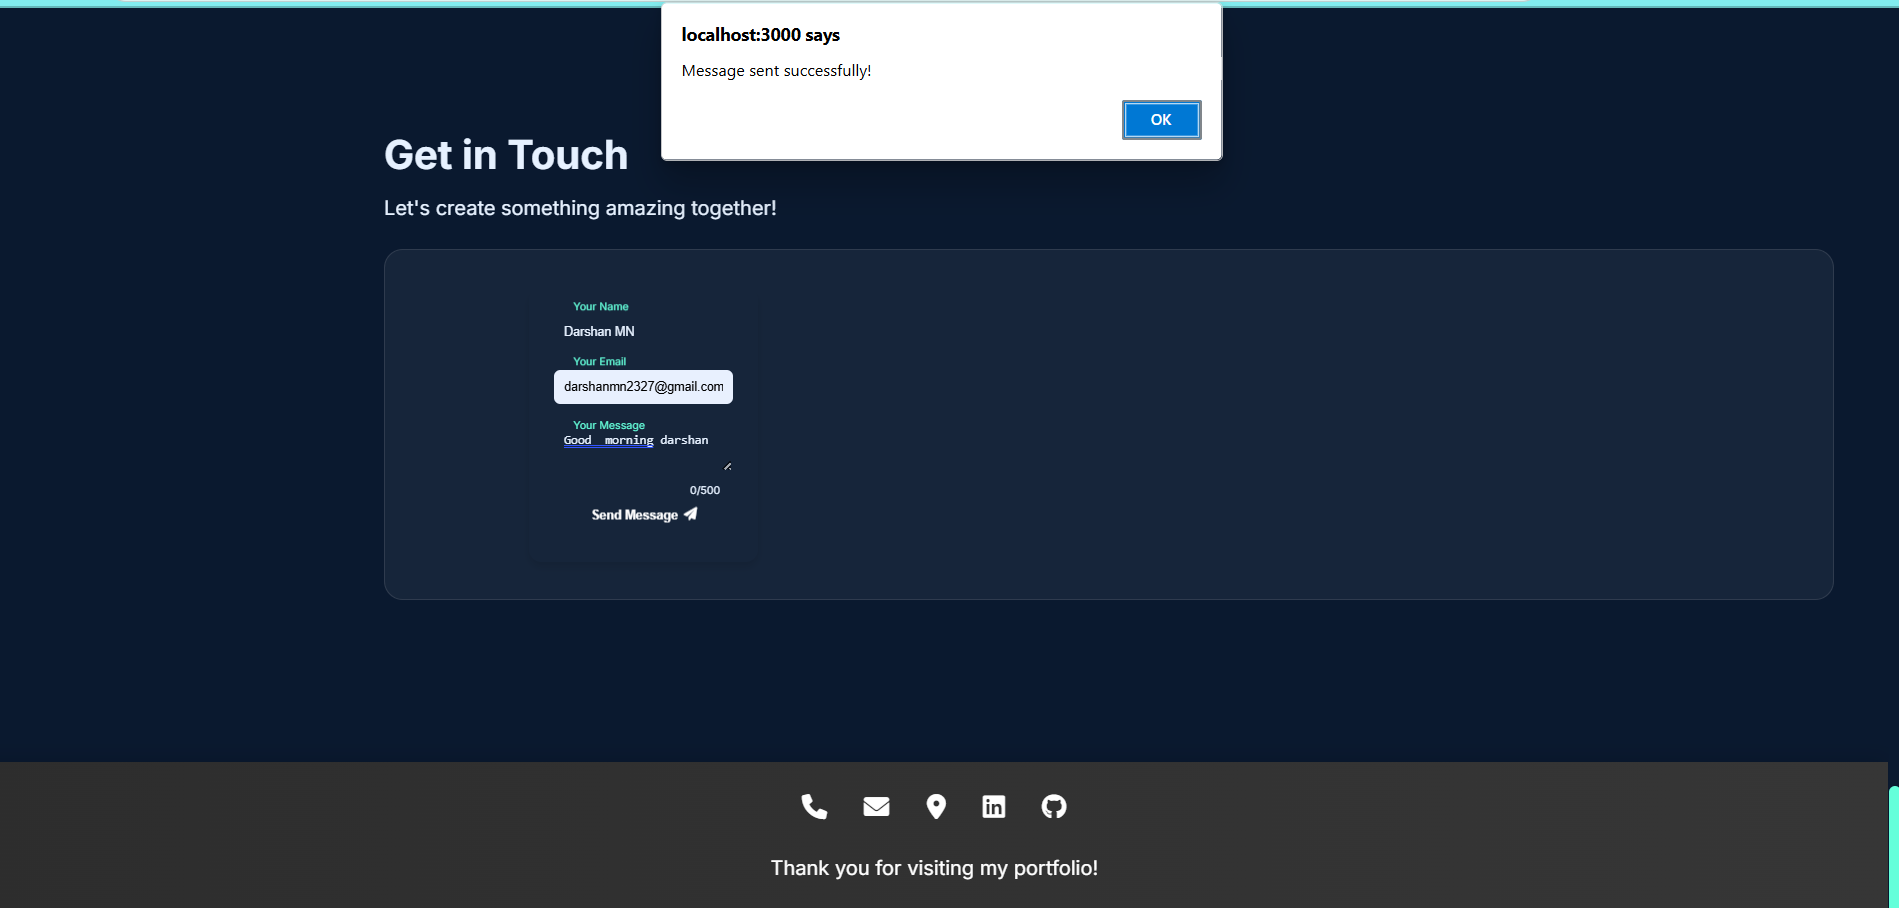 localhost:3000 says
Message sent successfully!
OK
Get in Touch
Let's create something amazing together!
Your Name
Darshan MN
Your Email
darshanmn2327@gmail.com
Your Message
Good  morning darshan
0/500
Send Message
Thank you for visiting my portfolio!